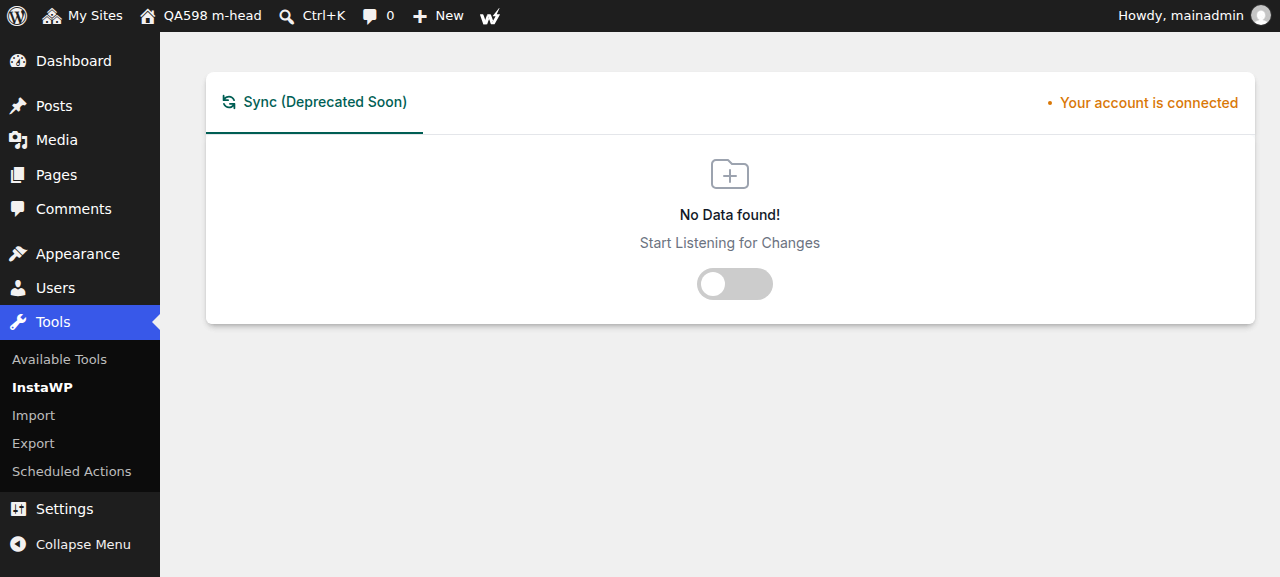 My Sites
QA598 m-head
Ctrl+K
0
New
Howdy, mainadmin
Dashboard
Posts
Media
Pages
Comments
Appearance
Users
Tools
Available Tools
InstaWP
Import
Export
Scheduled Actions
Settings
Collapse Menu
Sync (Deprecated Soon)
• Your account is connected
No Data found!
Start Listening for Changes